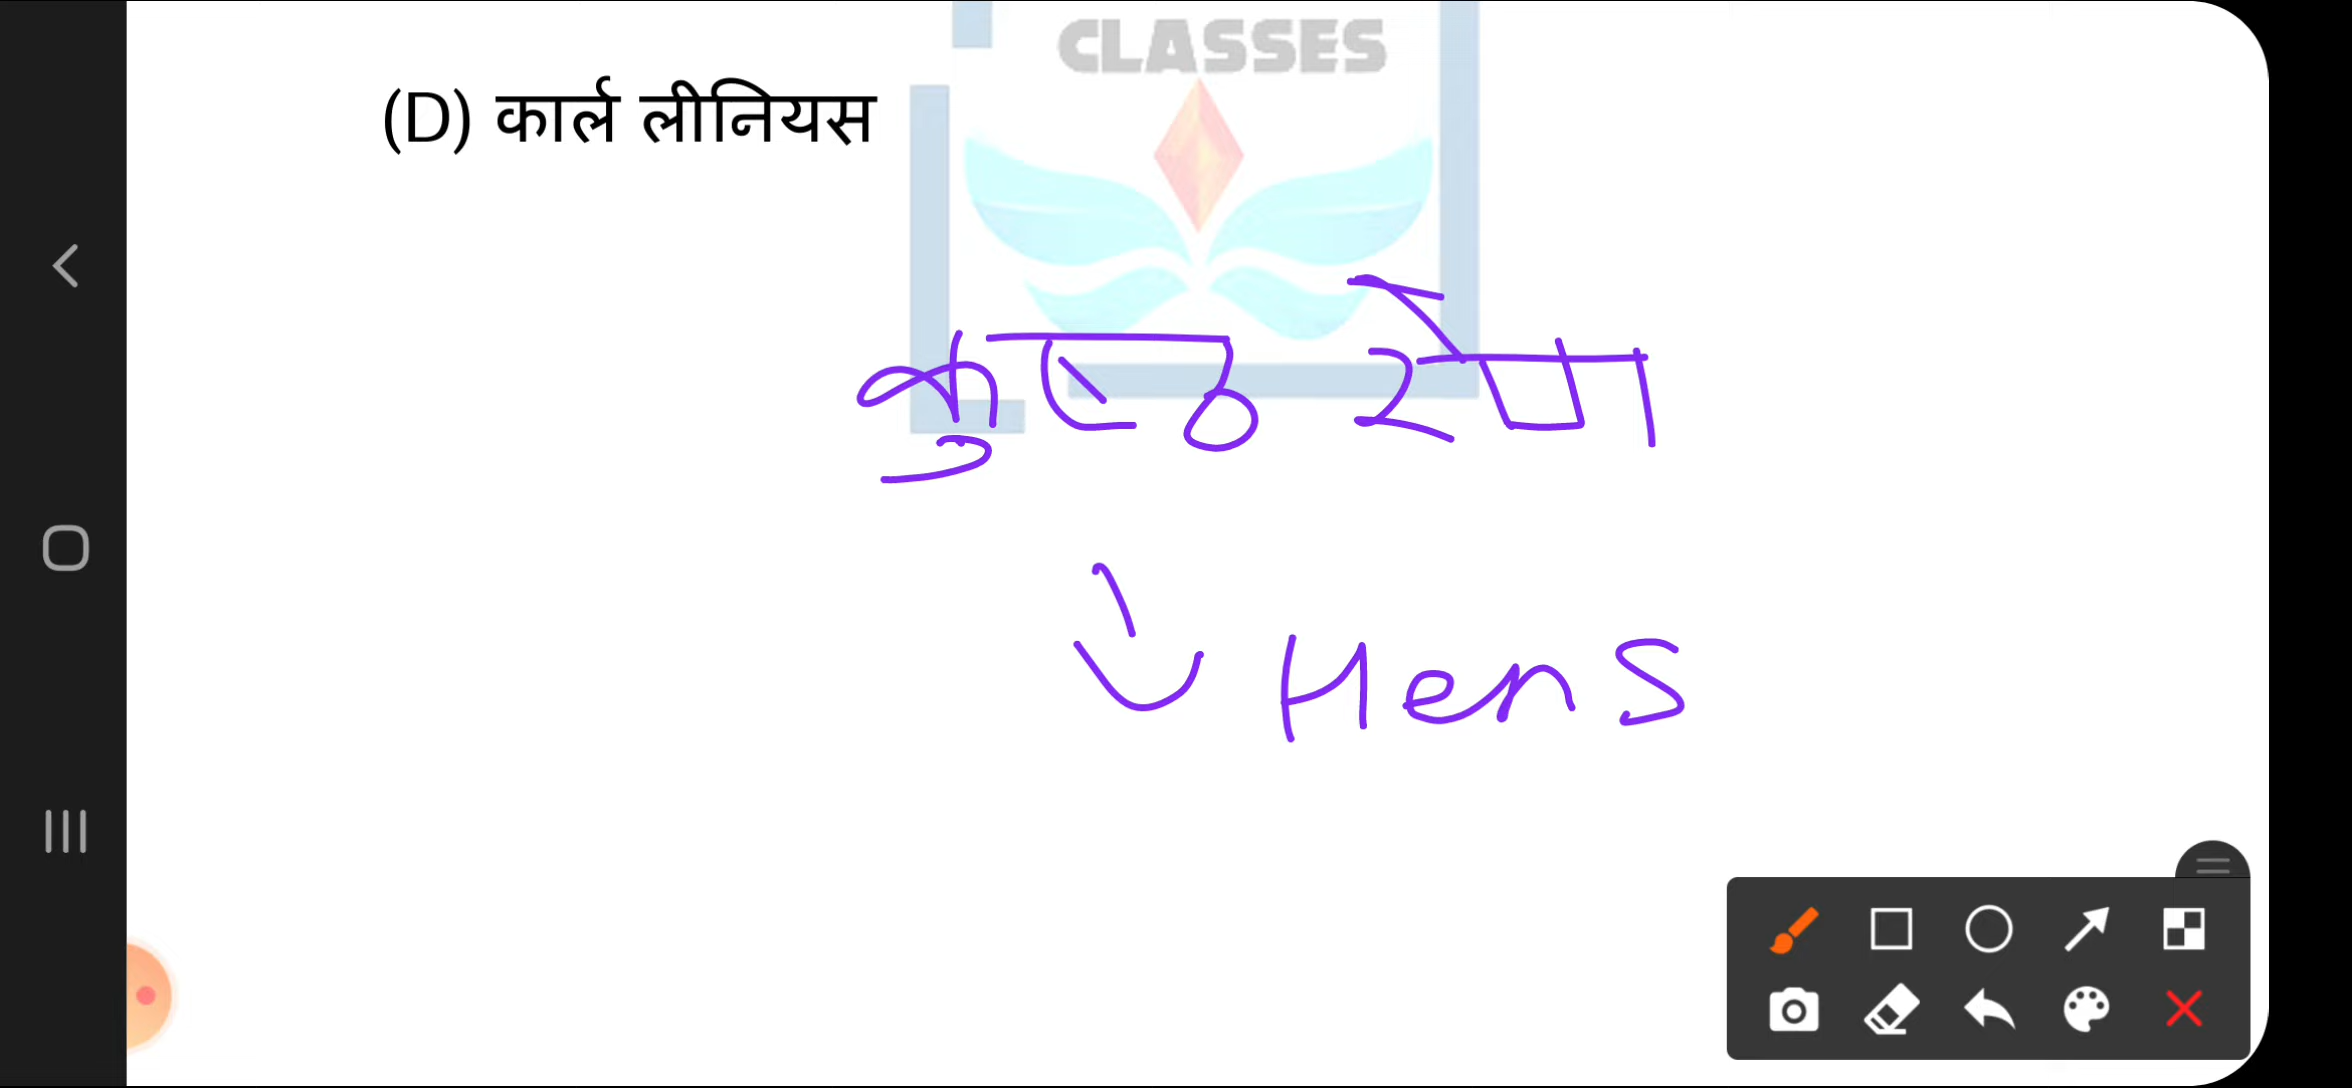 CLASSES
(D) कार्ल लीनियस
कुष्ठ रोग
Hens